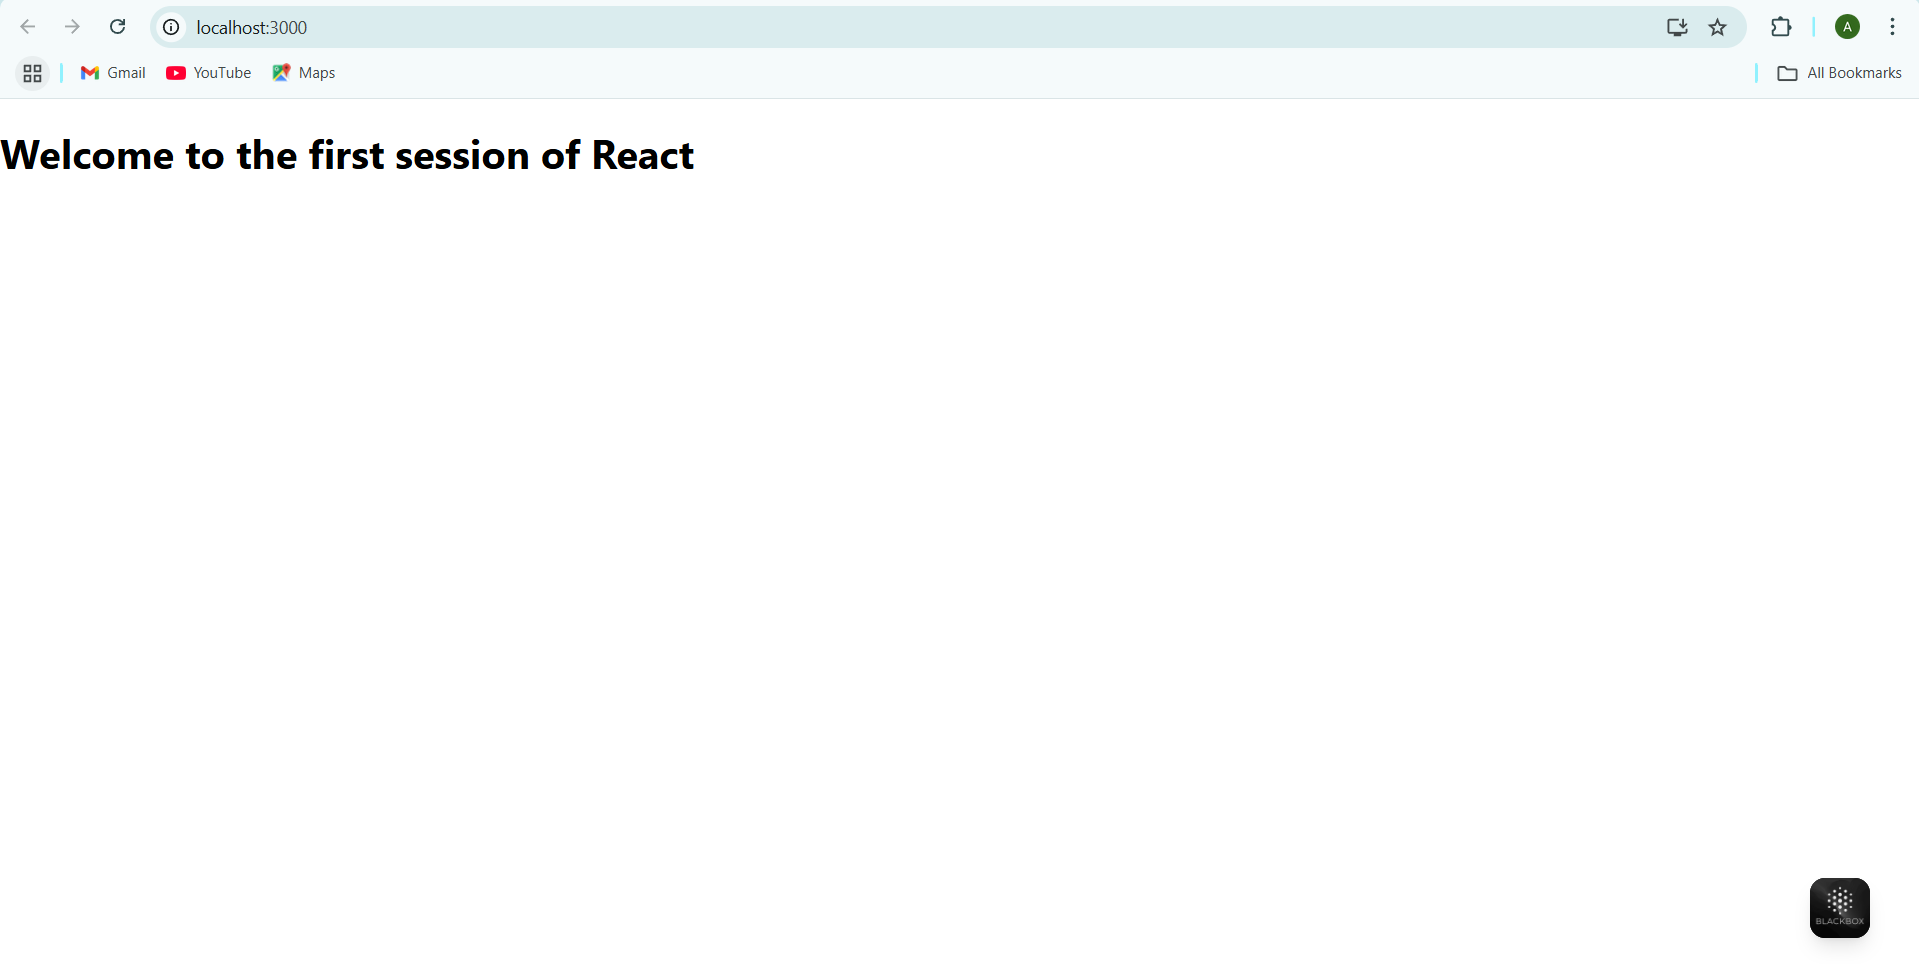 localhost:3000
A
Gmail YouTube Maps All Bookmarks
Welcome to the first session of React
BLACKBOX